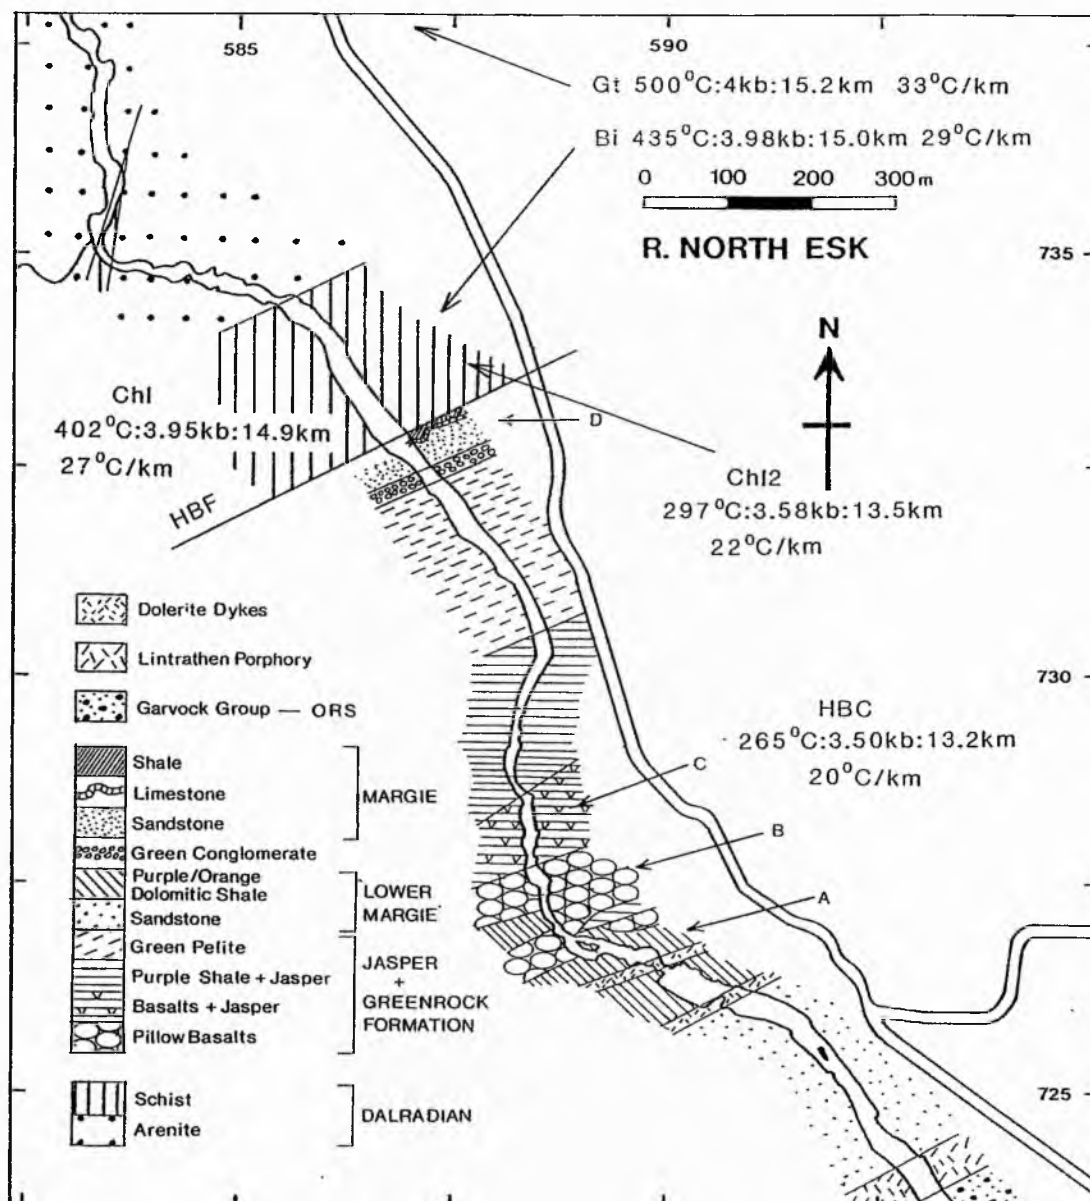 585
590
Gt 500°C:4kb:15.2km 33°C/km
Bi 435°C:3.98kb:15.0km 29°C/km
0 100 200 300m
R. NORTH ESK
735
N
Chl
402°C:3.95kb:14.9km
27°C/km
D
HBF
Chl2
297°C:3.58kb:13.5km
22°C/km
Dolerite Dykes
Lintrathen Porphory
Garvock Group — ORS
730
HBC
265°C:3.50kb:13.2km
20°C/km
C
B
A
Shale
Limestone
Sandstone
MARGIE
Green Conglomerate
Purple/Orange
Dolomitic Shale
Sandstone
LOWER
MARGIE
Green Pelite
Purple Shale + Jasper
Basalts + Jasper
Pillow Basalts
JASPER
+
GREENROCK
FORMATION
725
Schist
Arenite
DALRADIAN